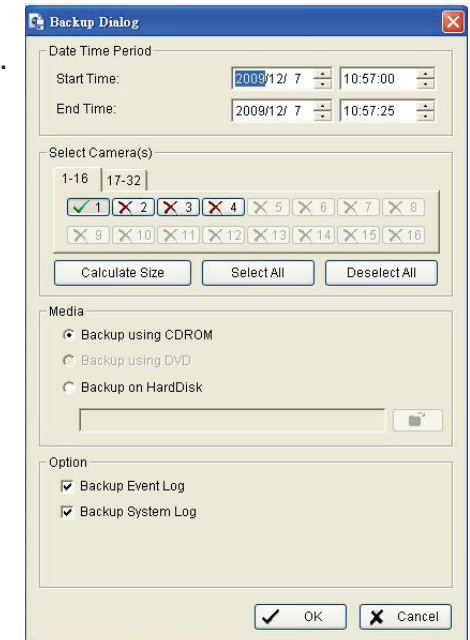 Backup Dialog
Date Time Period
Start Time: 2009/12/ 7 10:57:00
End Time: 2009/12/ 7 10:57:25
Select Camera(s)
1-16 17-32
1 2 3 4 5 6 7 8
9 10 11 12 13 14 15 16
Calculate Size Select All Deselect All
Media
Backup using CDROM
Backup using DVD
Backup on HardDisk
Option
Backup Event Log
Backup System Log
OK Cancel